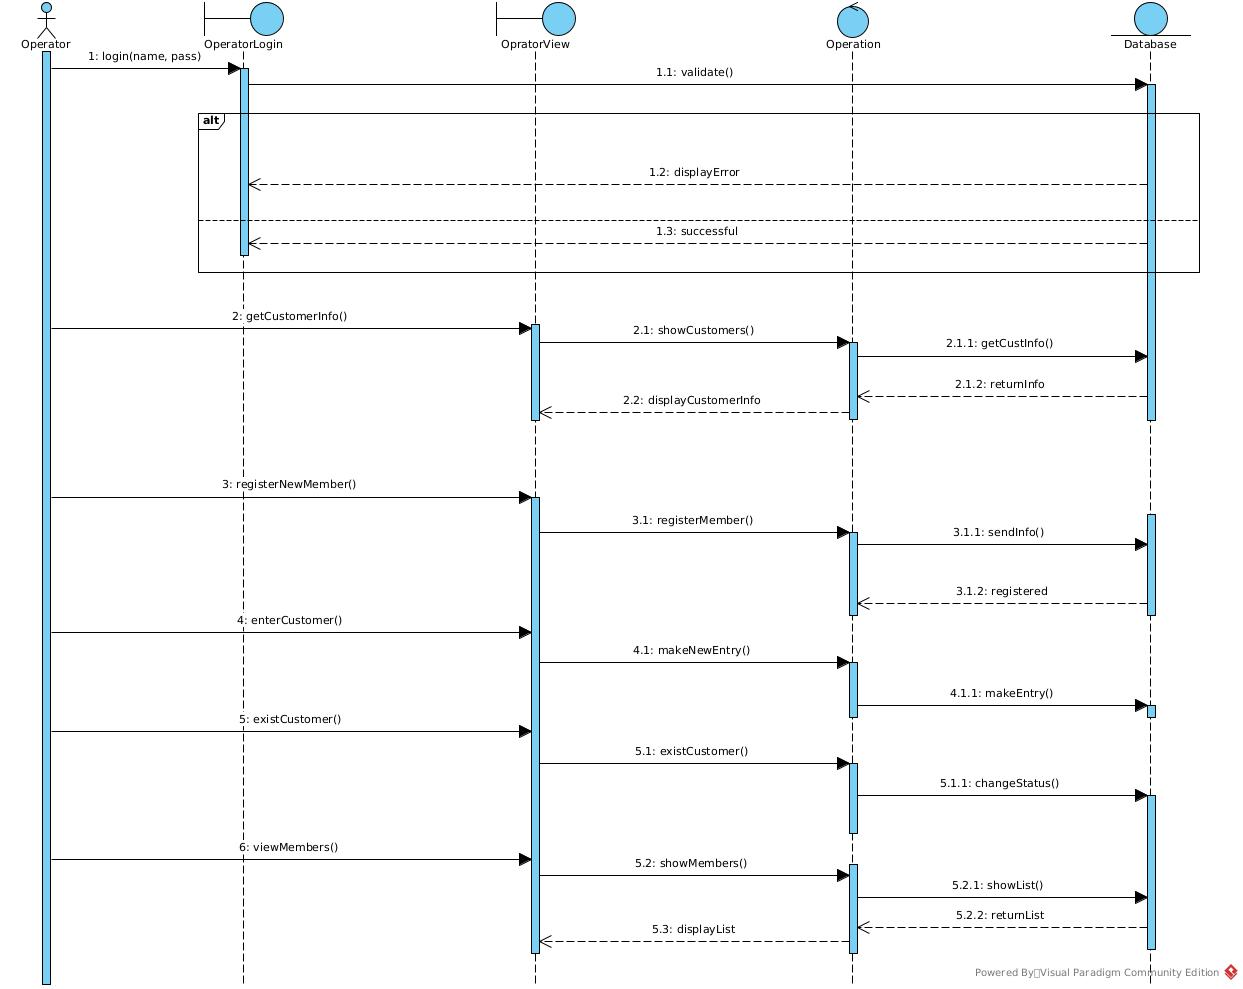 Operator
OperatorLogin
OpratorView
Operation
Database
1: login(name, pass)
1.1: validate()
alt
1.2: displayError
1.3: successful
2: getCustomerInfo()
2.1: showCustomers()
2.1.1: getCustInfo()
2.1.2: returnInfo
2.2: displayCustomerInfo
3: registerNewMember()
3.1: registerMember()
3.1.1: sendInfo()
3.1.2: registered
4: enterCustomer()
4.1: makeNewEntry()
4.1.1: makeEntry()
5: existCustomer()
5.1: existCustomer()
5.1.1: changeStatus()
6: viewMembers()
5.2: showMembers()
5.2.1: showList()
5.2.2: returnList
5.3: displayList
Powered By Visual Paradigm Community Edition